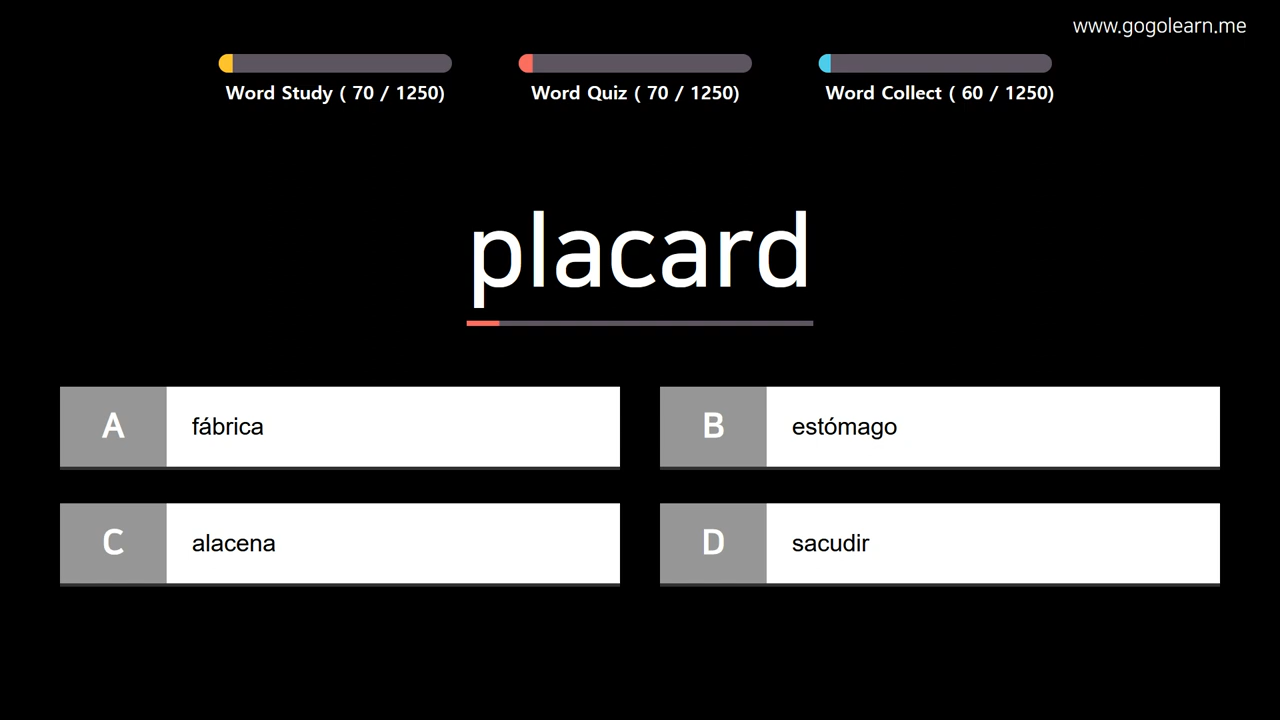 www.gogolearn.me
Word Study ( 70 / 1250)
Word Quiz ( 70 / 1250)
Word Collect ( 60 / 1250)
placard
A fábrica
B estómago
C alacena
D sacudir